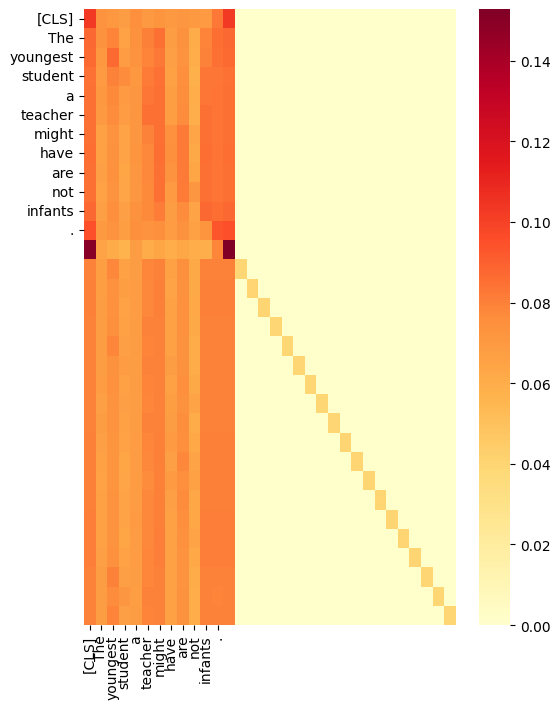 [CLS]
The
youngest
student
a
teacher
might
have
are
not
infants
.
0.14
0.12
0.10
0.08
0.06
0.04
0.02
0.00
[CLS]
The
youngest
student
a
teacher
might
have
are
not
infants
.